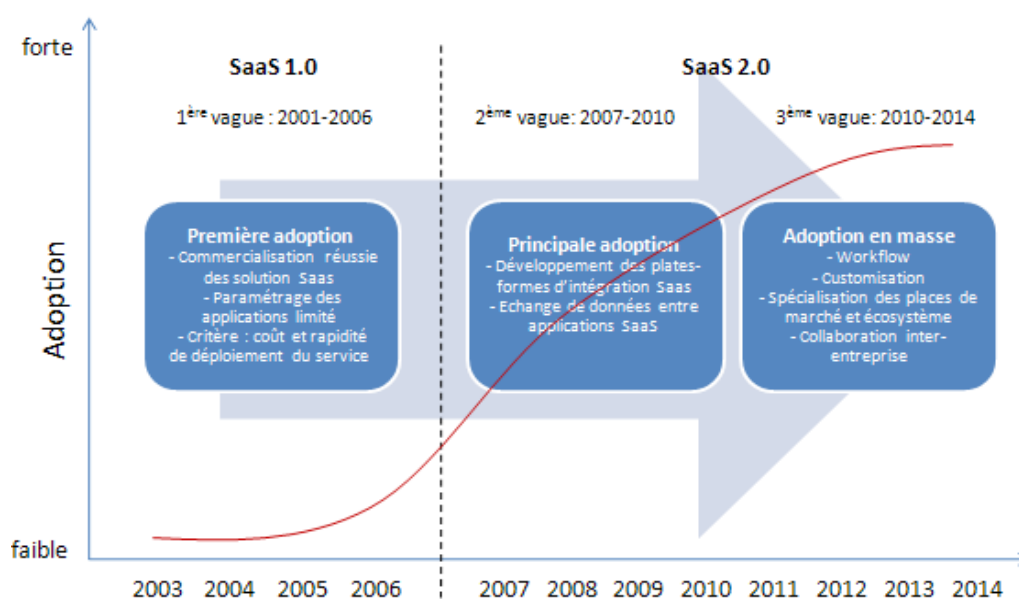 forte
SaaS 1.0
SaaS 2.0
1ère vague : 2001-2006
2ème vague: 2007-2010
3ème vague: 2010-2014
Adoption
Première adoption
- Commercialisation réussie
des solution Saas
- Paramétrage des
applications limité
- Critère : coût et rapidité
de déploiement du service
Principale adoption
- Développement des plates-
formes d'intégration Saas
- Echange de données entre
applications SaaS
Adoption en masse
- Workflow
- Customisation
- Spécialisation des places de
marché et écosystème
- Collaboration inter-
entreprise
faible
2003 2004 2005 2006 2007 2008 2009 2010 2011 2012 2013 2014